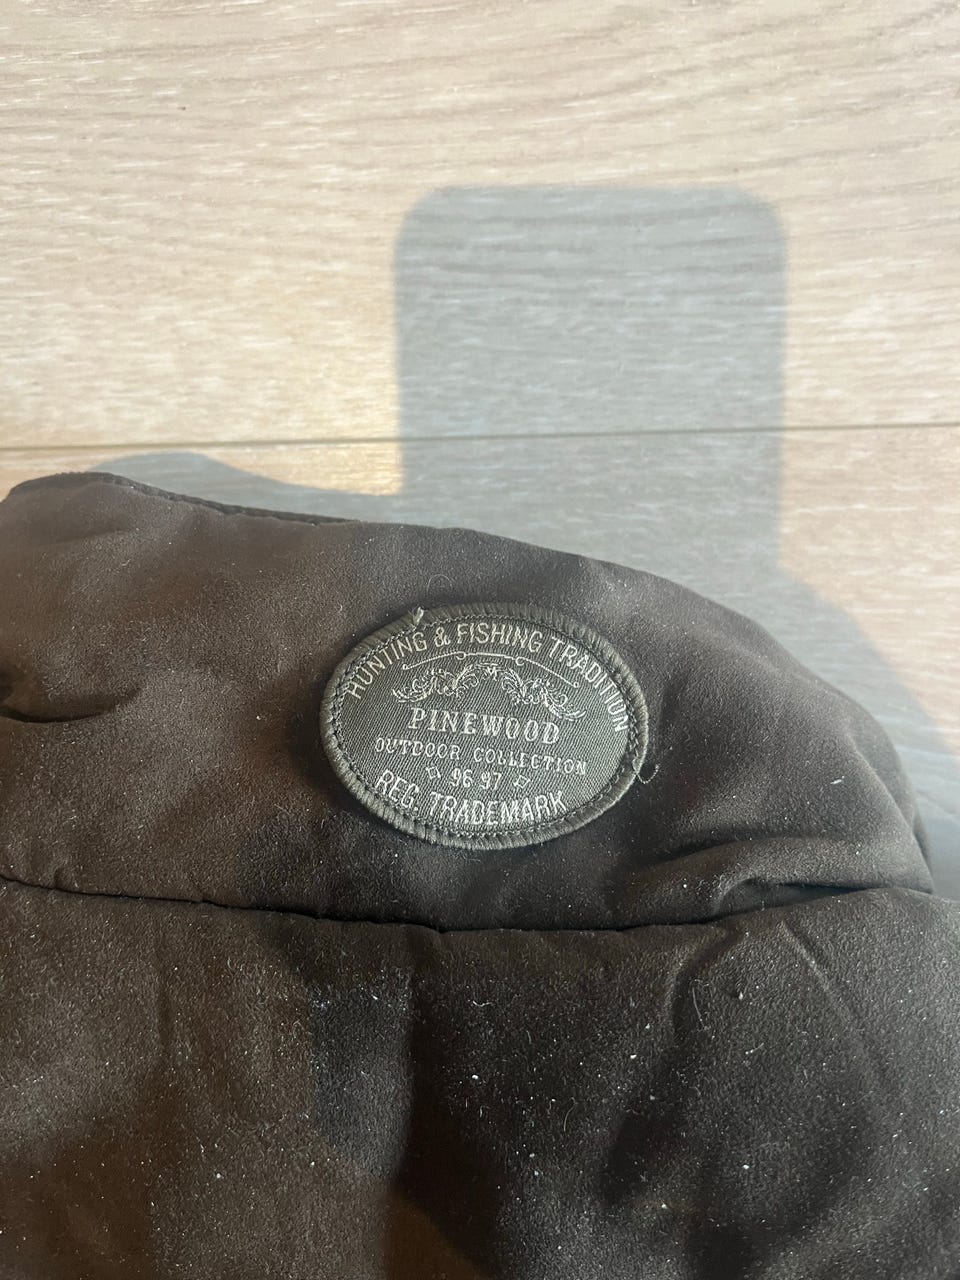 HUNTING & FISHING TRADITION
PINEWOOD
OUTDOOR COLLECTION
96 97
REG. TRADEMARK